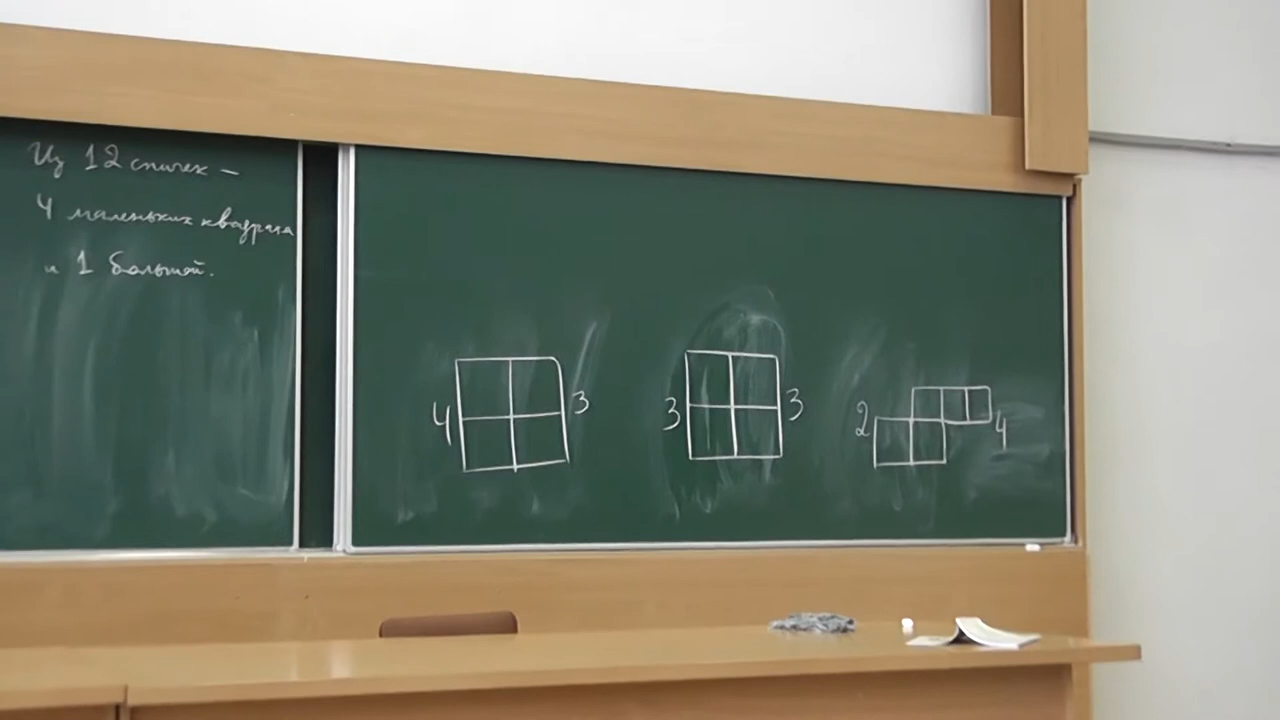 Из 12 спичек –
4 маленьких квадрата
и 1 большой.
4 3
3 3
2 4